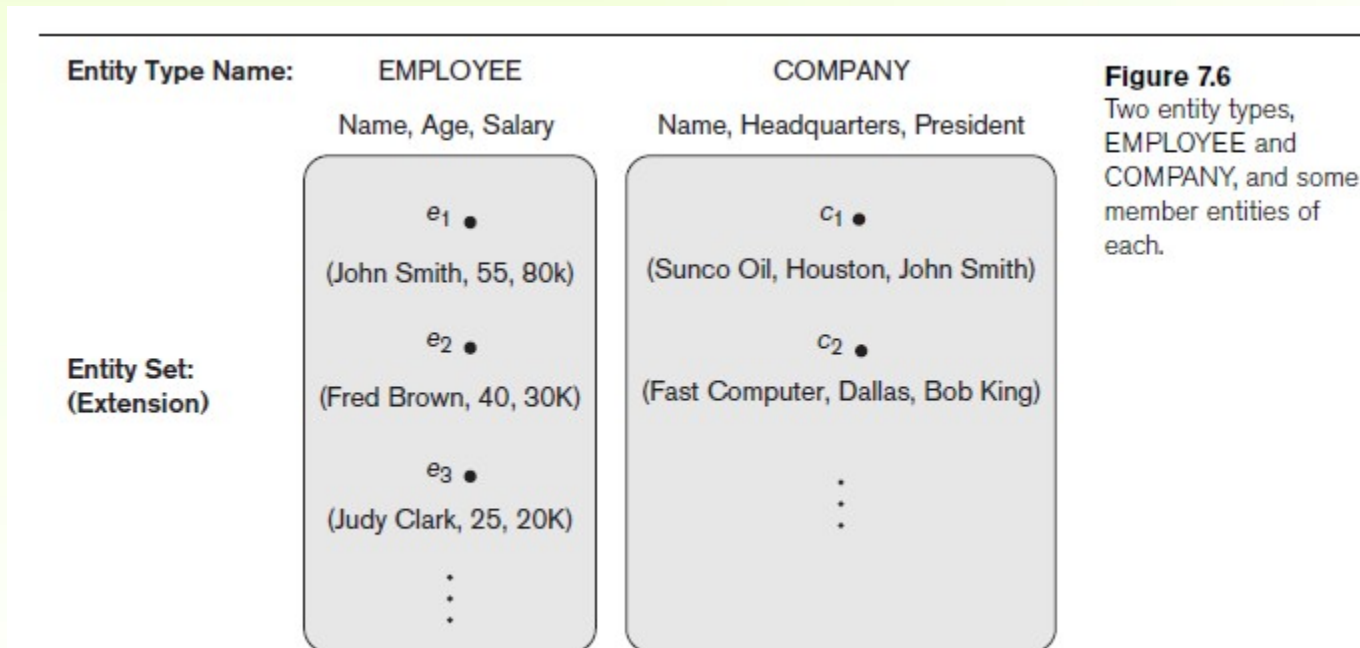 Entity Type Name: EMPLOYEE COMPANY
Name, Age, Salary Name, Headquarters, President
e1
(John Smith, 55, 80k)
e2
(Fred Brown, 40, 30K)
e3
(Judy Clark, 25, 20K)
c1
(Sunco Oil, Houston, John Smith)
c2
(Fast Computer, Dallas, Bob King)
Entity Set:
(Extension)
Figure 7.6
Two entity types,
EMPLOYEE and
COMPANY, and some
member entities of
each.